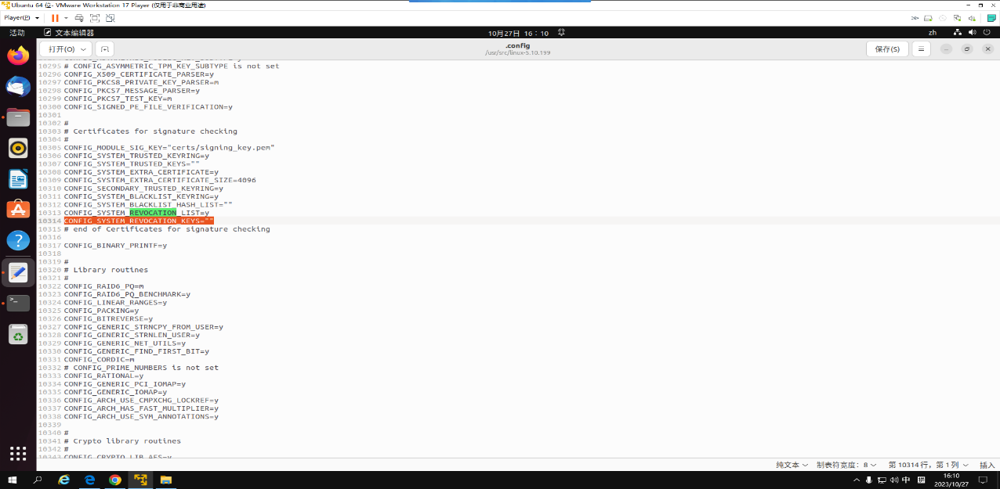 Ubuntu 64 位- VMware Workstation 17 Player (仅用于非商业用途)
Player(P)
活动
文本编辑器
10月27日 16：10
zh
打开(O)
.config
/usr/src/linux-5.10.199
保存(S)
10295 # CONFIG_ASYMMETRIC_TPM_KEY_SUBTYPE is not set
10296 CONFIG_X509_CERTIFICATE_PARSER=y
10297 CONFIG_PKCS8_PRIVATE_KEY_PARSER=m
10298 CONFIG_PKCS7_MESSAGE_PARSER=y
10299 CONFIG_PKCS7_TEST_KEY=m
10300 CONFIG_SIGNED_PE_FILE_VERIFICATION=y
10301
10302 #
10303 # Certificates for signature checking
10304 #
10305 CONFIG_MODULE_SIG_KEY="certs/signing_key.pem"
10306 CONFIG_SYSTEM_TRUSTED_KEYRING=y
10307 CONFIG_SYSTEM_TRUSTED_KEYS=""
10308 CONFIG_SYSTEM_EXTRA_CERTIFICATE=y
10309 CONFIG_SYSTEM_EXTRA_CERTIFICATE_SIZE=4096
10310 CONFIG_SECONDARY_TRUSTED_KEYRING=y
10311 CONFIG_SYSTEM_BLACKLIST_KEYRING=y
10312 CONFIG_SYSTEM_BLACKLIST_HASH_LIST=""
10313 CONFIG_SYSTEM_REVOCATION_LIST=y
10314 CONFIG_SYSTEM_REVOCATION_KEYS=""
10315 # end of Certificates for signature checking
10316
10317 CONFIG_BINARY_PRINTF=y
10318
10319 #
10320 # Library routines
10321 #
10322 CONFIG_RAID6_PQ=m
10323 CONFIG_RAID6_PQ_BENCHMARK=y
10324 CONFIG_LINEAR_RANGES=y
10325 CONFIG_PACKING=y
10326 CONFIG_BITREVERSE=y
10327 CONFIG_GENERIC_STRNCPY_FROM_USER=y
10328 CONFIG_GENERIC_STRNLEN_USER=y
10329 CONFIG_GENERIC_NET_UTILS=y
10330 CONFIG_GENERIC_FIND_FIRST_BIT=y
10331 CONFIG_CORDIC=m
10332 # CONFIG_PRIME_NUMBERS is not set
10333 CONFIG_RATIONAL=y
10334 CONFIG_GENERIC_PCI_IOMAP=y
10335 CONFIG_GENERIC_IOMAP=y
10336 CONFIG_ARCH_USE_CMPXCHG_LOCKREF=y
10337 CONFIG_ARCH_HAS_FAST_MULTIPLIER=y
10338 CONFIG_ARCH_USE_SYM_ANNOTATIONS=y
10339
10340 #
10341 # Crypto library routines
10342 #
10343 CONFIG_CRYPTO_LIB_AES=y
纯文本 制表符宽度：8 第 10314 行，第 1 列 插入
中
16:10
2023/10/27